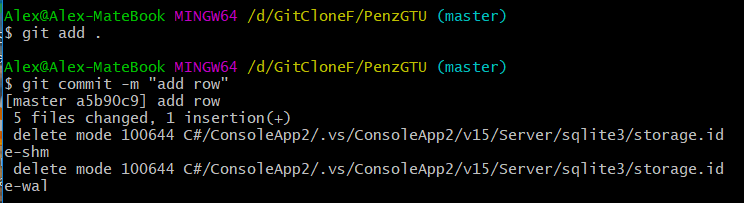 Alex@Alex-MateBook MINGW64 /d/GitCloneF/PenzGTU (master)
$ git add .
Alex@Alex-MateBook MINGW64 /d/GitCloneF/PenzGTU (master)
$ git commit -m "add row"
[master a5b90c9] add row
 5 files changed, 1 insertion(+)
 delete mode 100644 C#/ConsoleApp2/.vs/ConsoleApp2/v15/Server/sqlite3/storage.id
e-shm
 delete mode 100644 C#/ConsoleApp2/.vs/ConsoleApp2/v15/Server/sqlite3/storage.id
e-wal